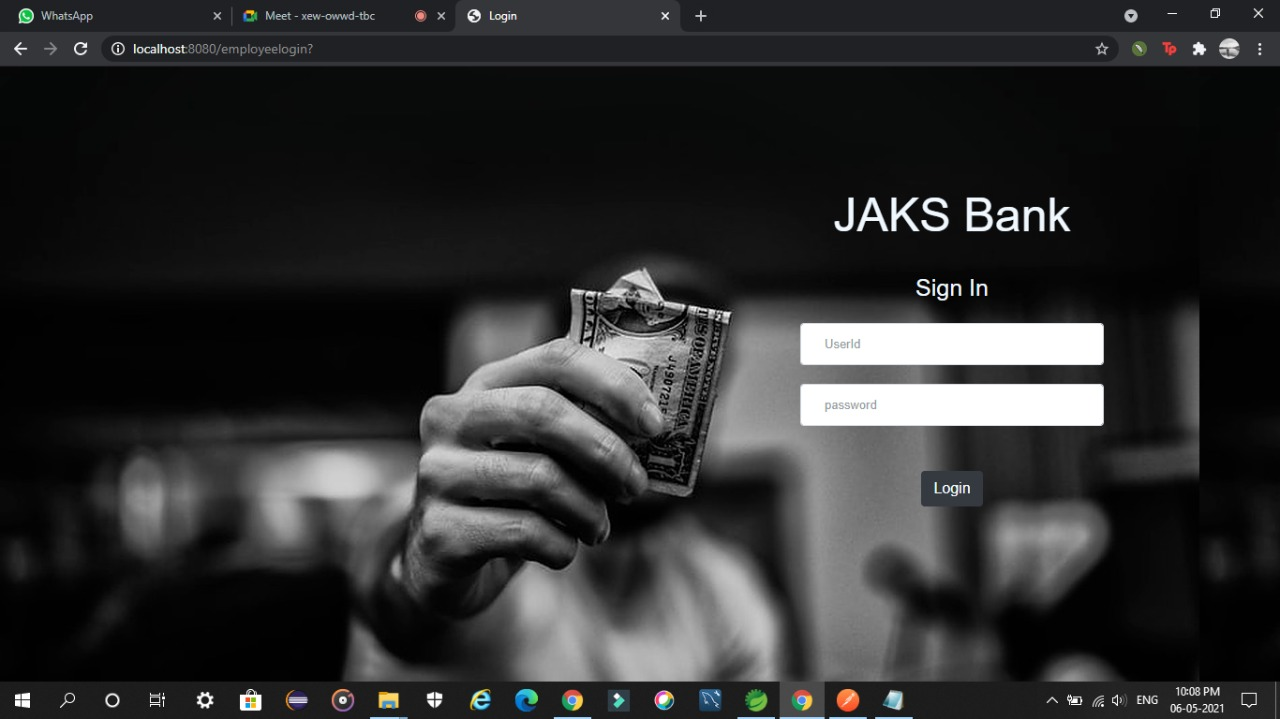 WhatsApp
Meet - xew-owwd-tbc
Login
localhost:8080/employeelogin?
Tp
JAKS Bank
Sign In
UserId
password
Login
ENG
10:08 PM
06-05-2021